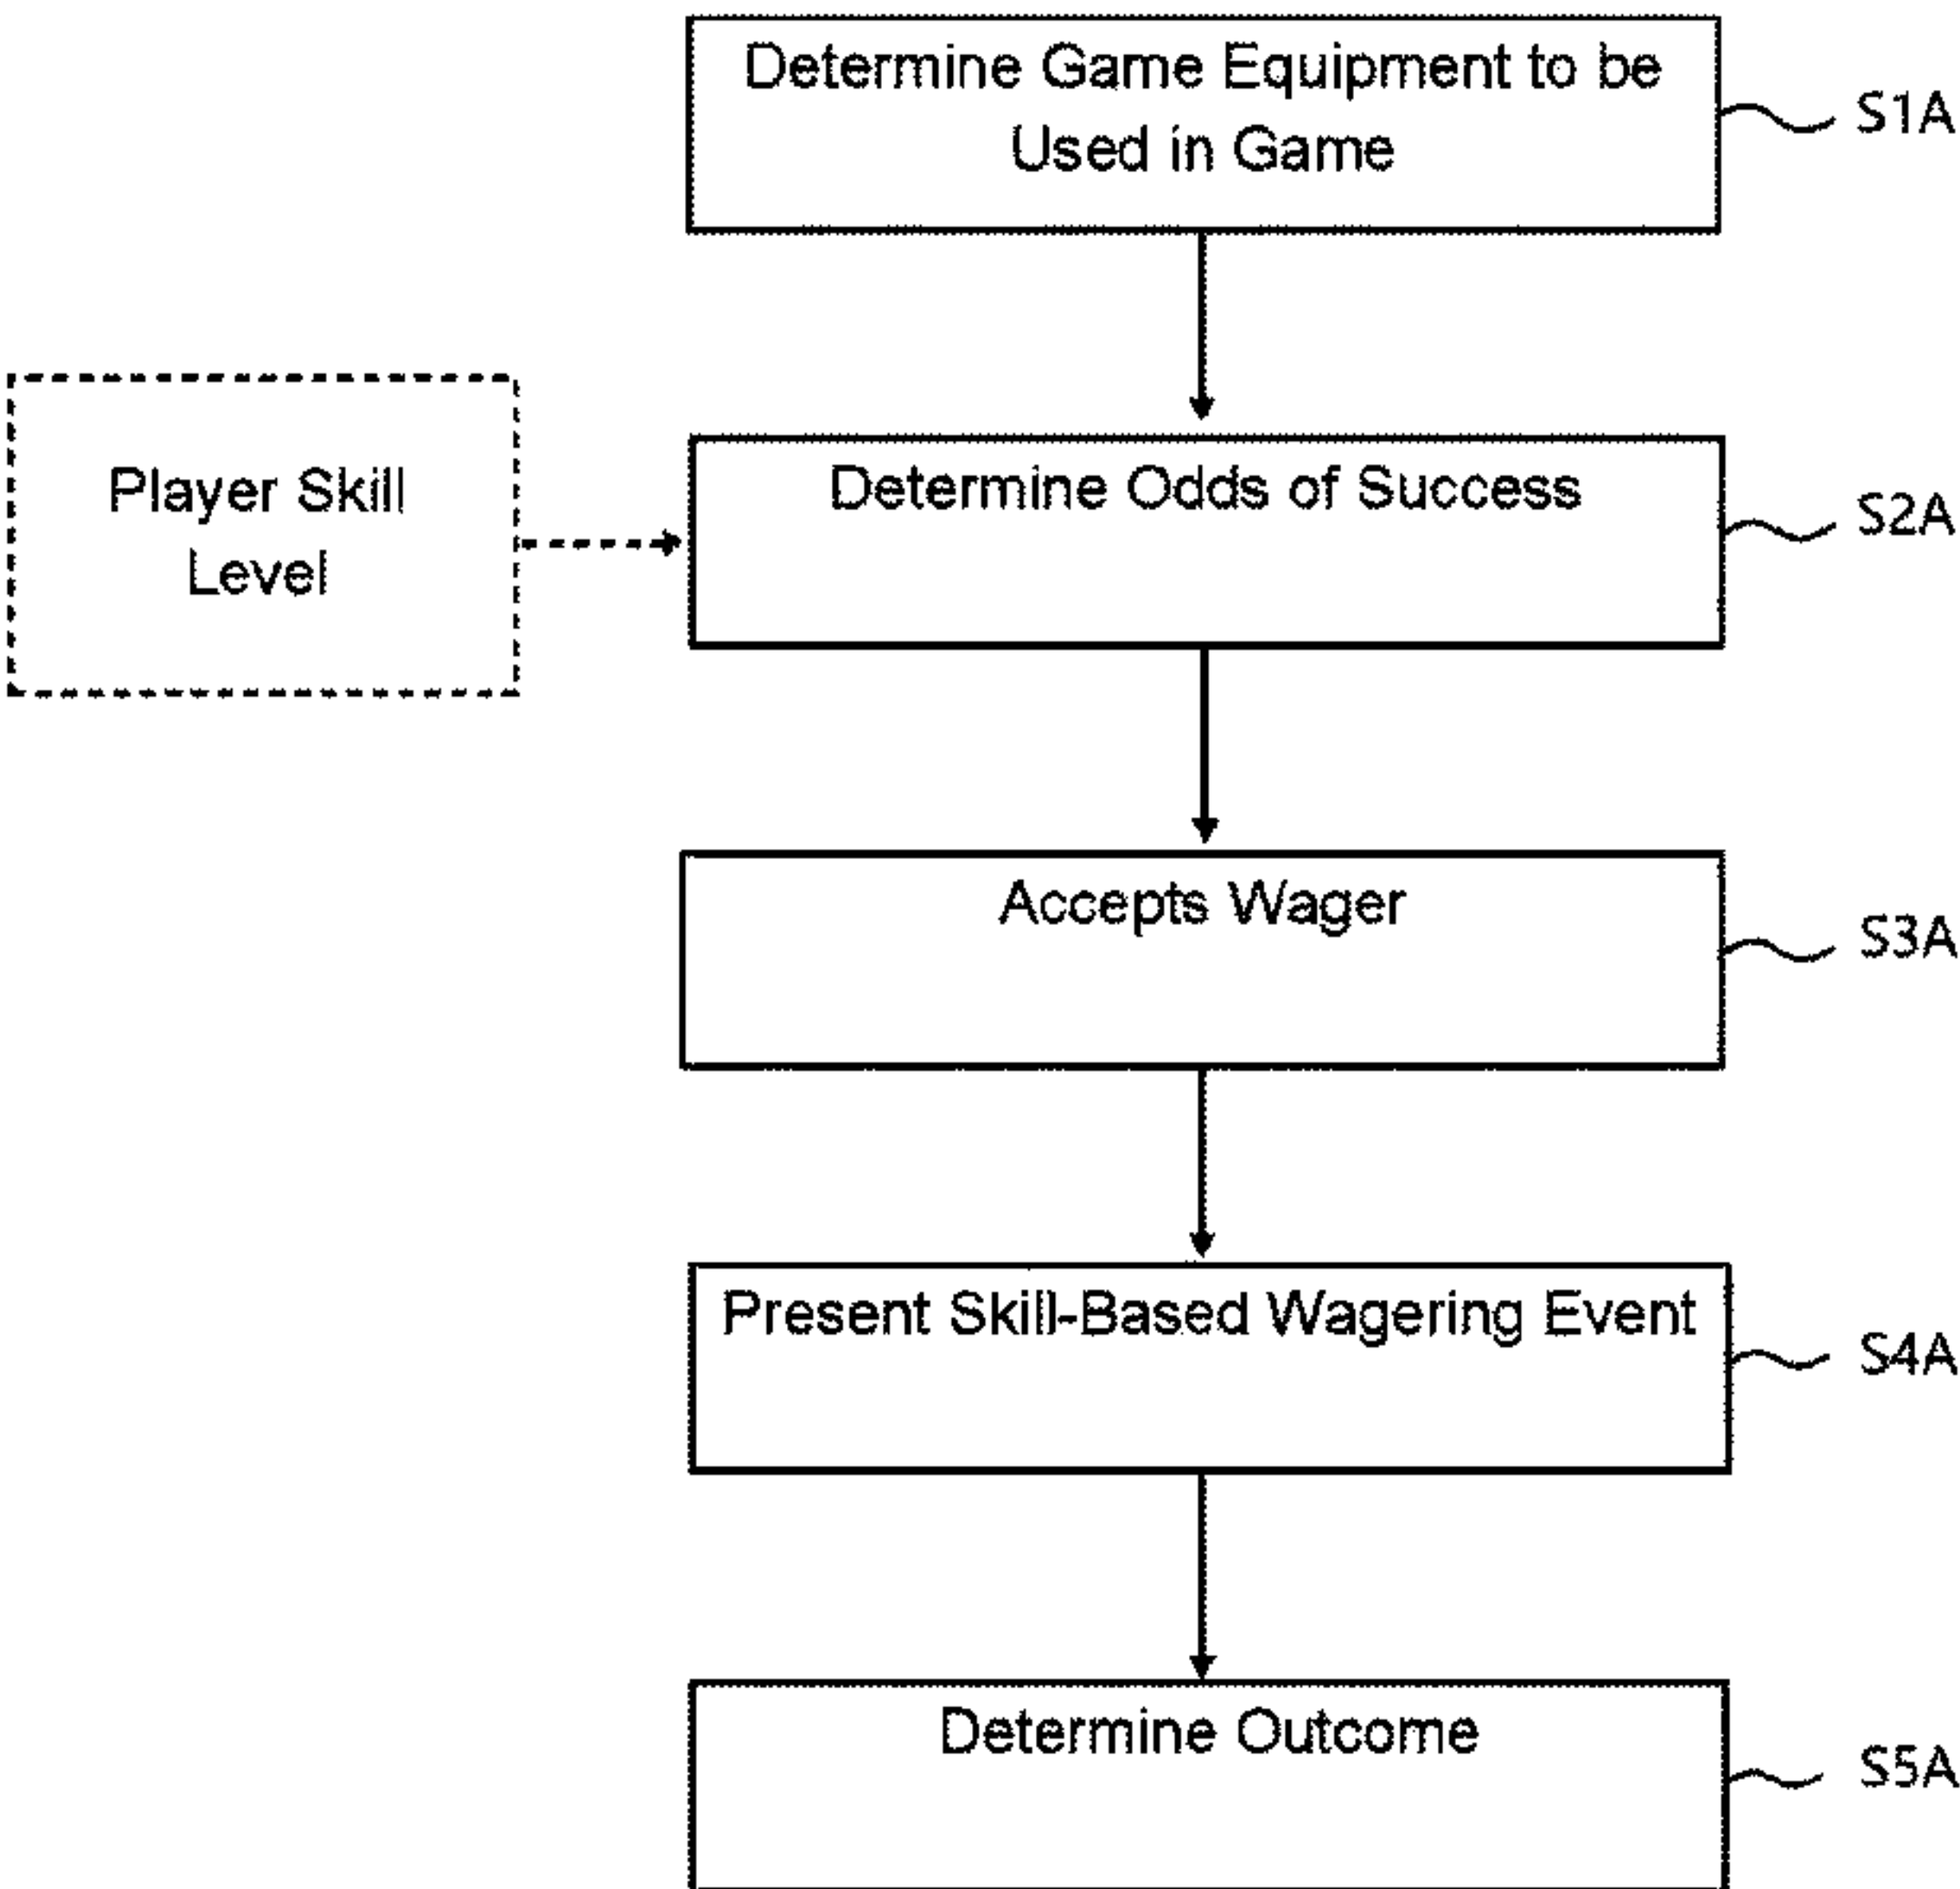 Determine Game Equipment to be
Used in Game
S1A
Player Skill
Level
Determine Odds of Success
S2A
Accepts Wager
S3A
Present Skill-Based Wagering Event
S4A
Determine Outcome
S5A